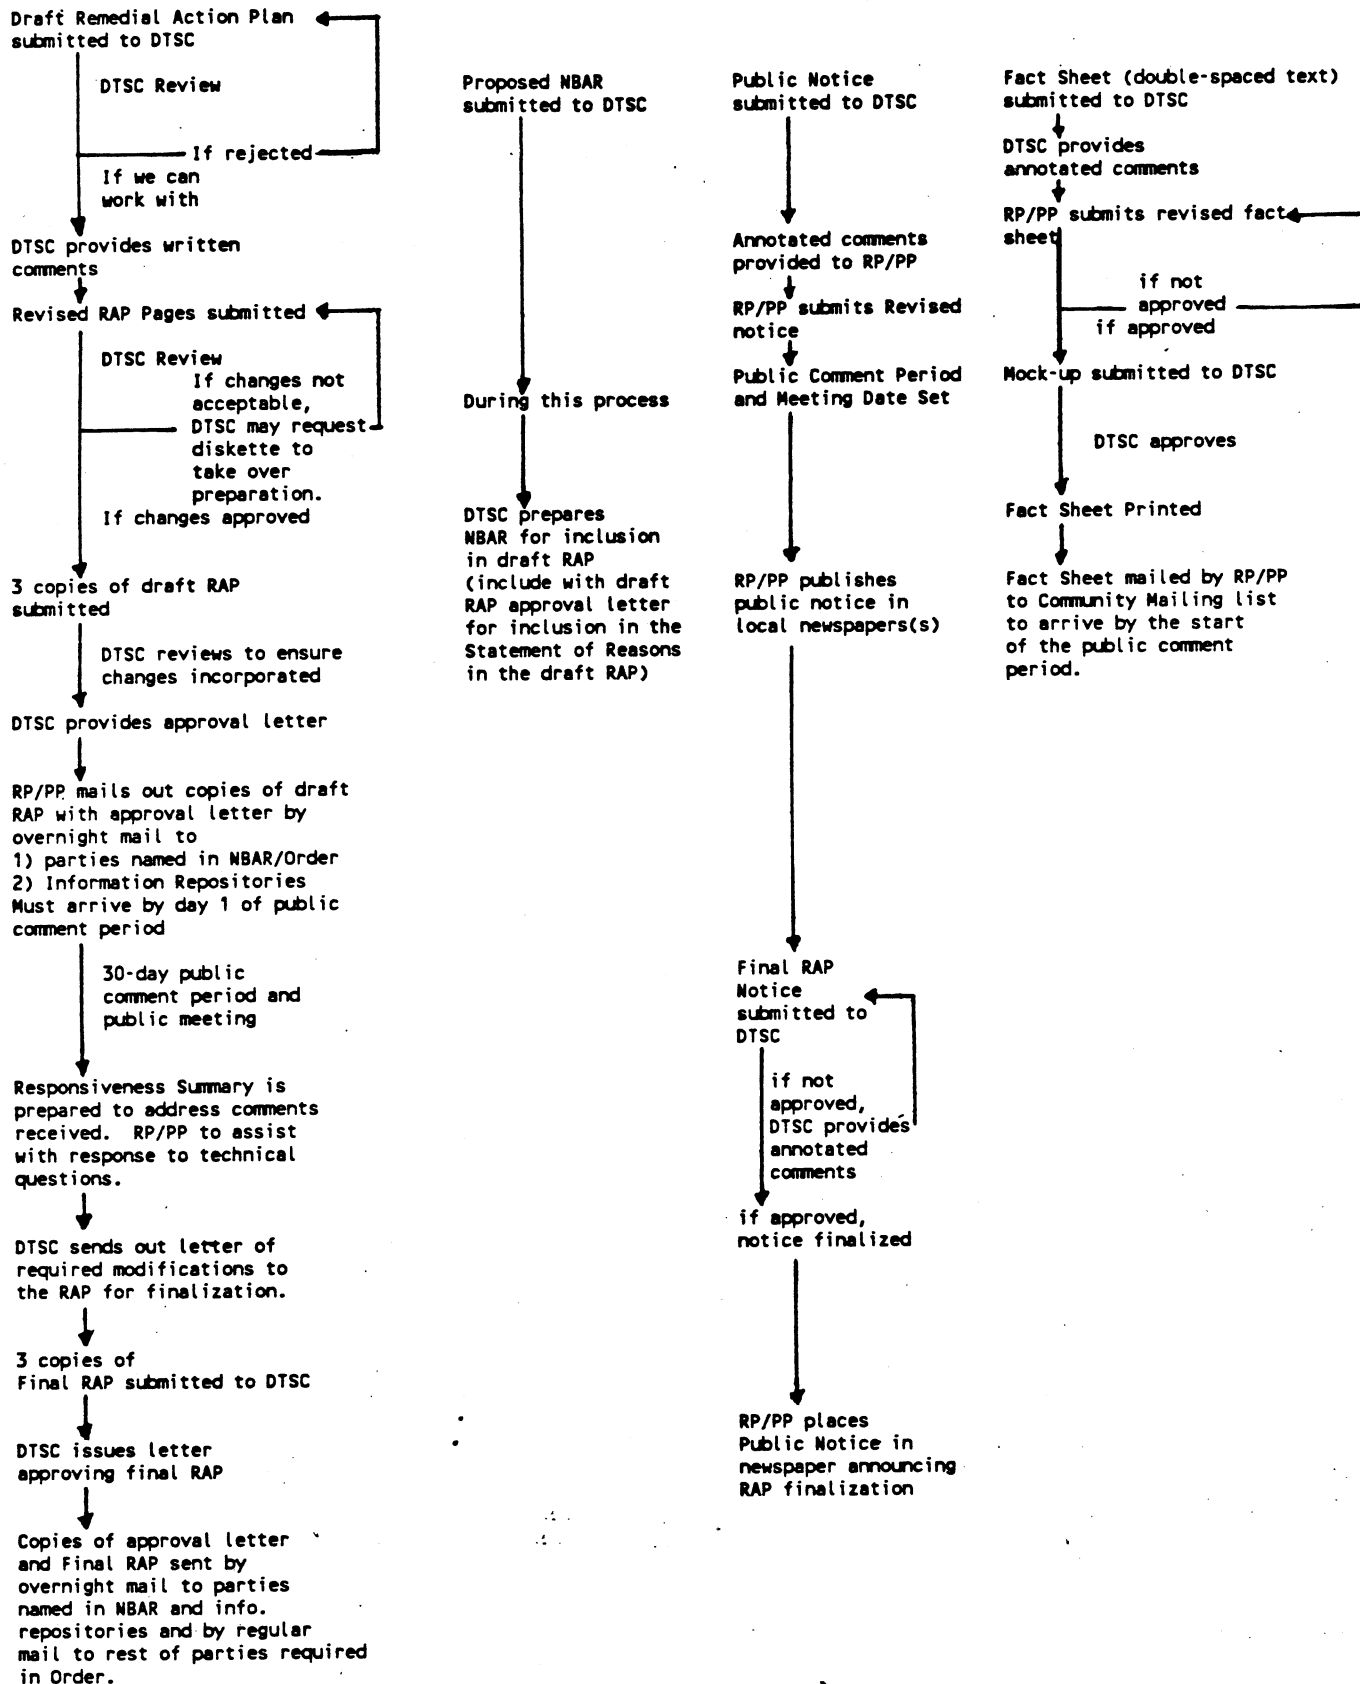 Draft Remedial Action Plan
submitted to DTSC
DTSC Review
If rejected
If we can
work with
DTSC provides written
comments
Revised RAP Pages submitted
DTSC Review
If changes not
acceptable,
DTSC may request
diskette to
take over
preparation.
If changes approved
3 copies of draft RAP
submitted
DTSC reviews to ensure
changes incorporated
DTSC provides approval letter
RP/PP mails out copies of draft
RAP with approval letter by
overnight mail to
1) parties named in NBAR/Order
2) Information Repositories
Must arrive by day 1 of public
comment period
30-day public
comment period and
public meeting
Responsiveness Summary is
prepared to address comments
received. RP/PP to assist
with response to technical
questions.
DTSC sends out letter of
required modifications to
the RAP for finalization.
3 copies of
Final RAP submitted to DTSC
DTSC issues letter
approving final RAP
Copies of approval letter
and Final RAP sent by
overnight mail to parties
named in NBAR and info.
repositories and by regular
mail to rest of parties required
in Order.
Proposed NBAR
submitted to DTSC
During this process
DTSC prepares
NBAR for inclusion
in draft RAP
(include with draft
RAP approval letter
for inclusion in the
Statement of Reasons
in the draft RAP)
Public Notice
submitted to DTSC
Annotated comments
provided to RP/PP
RP/PP submits Revised
notice
Public Comment Period
and Meeting Date Set
RP/PP publishes
public notice in
local newspapers(s)
Final RAP
Notice
submitted to
DTSC
if not
approved,
DTSC provides
annotated
comments
if approved,
notice finalized
RP/PP places
Public Notice in
newspaper announcing
RAP finalization
Fact Sheet (double-spaced text)
submitted to DTSC
DTSC provides
annotated comments
RP/PP submits revised fact
sheet
if not
approved
if approved
Mock-up submitted to DTSC
DTSC approves
Fact Sheet Printed
Fact Sheet mailed by RP/PP
to Community Mailing list
to arrive by the start
of the public comment
period.